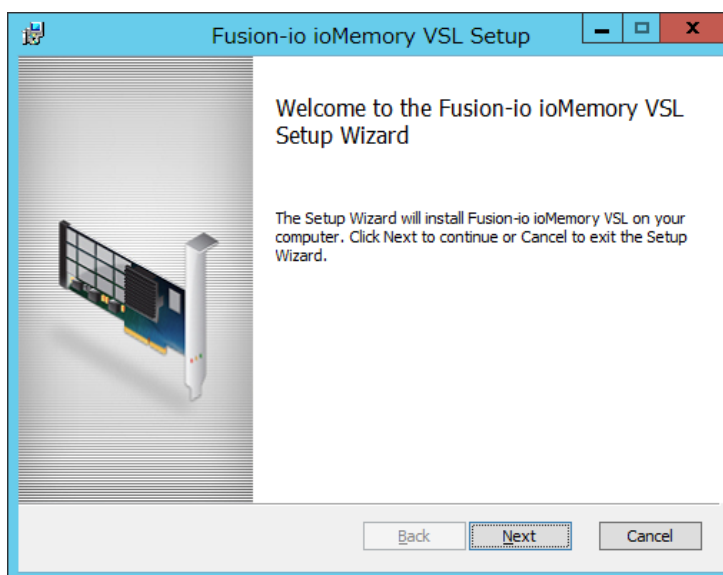 Fusion-io ioMemory VSL Setup
Welcome to the Fusion-io ioMemory VSL
Setup Wizard
The Setup Wizard will install Fusion-io ioMemory VSL on your
computer. Click Next to continue or Cancel to exit the Setup
Wizard.
Back Next Cancel